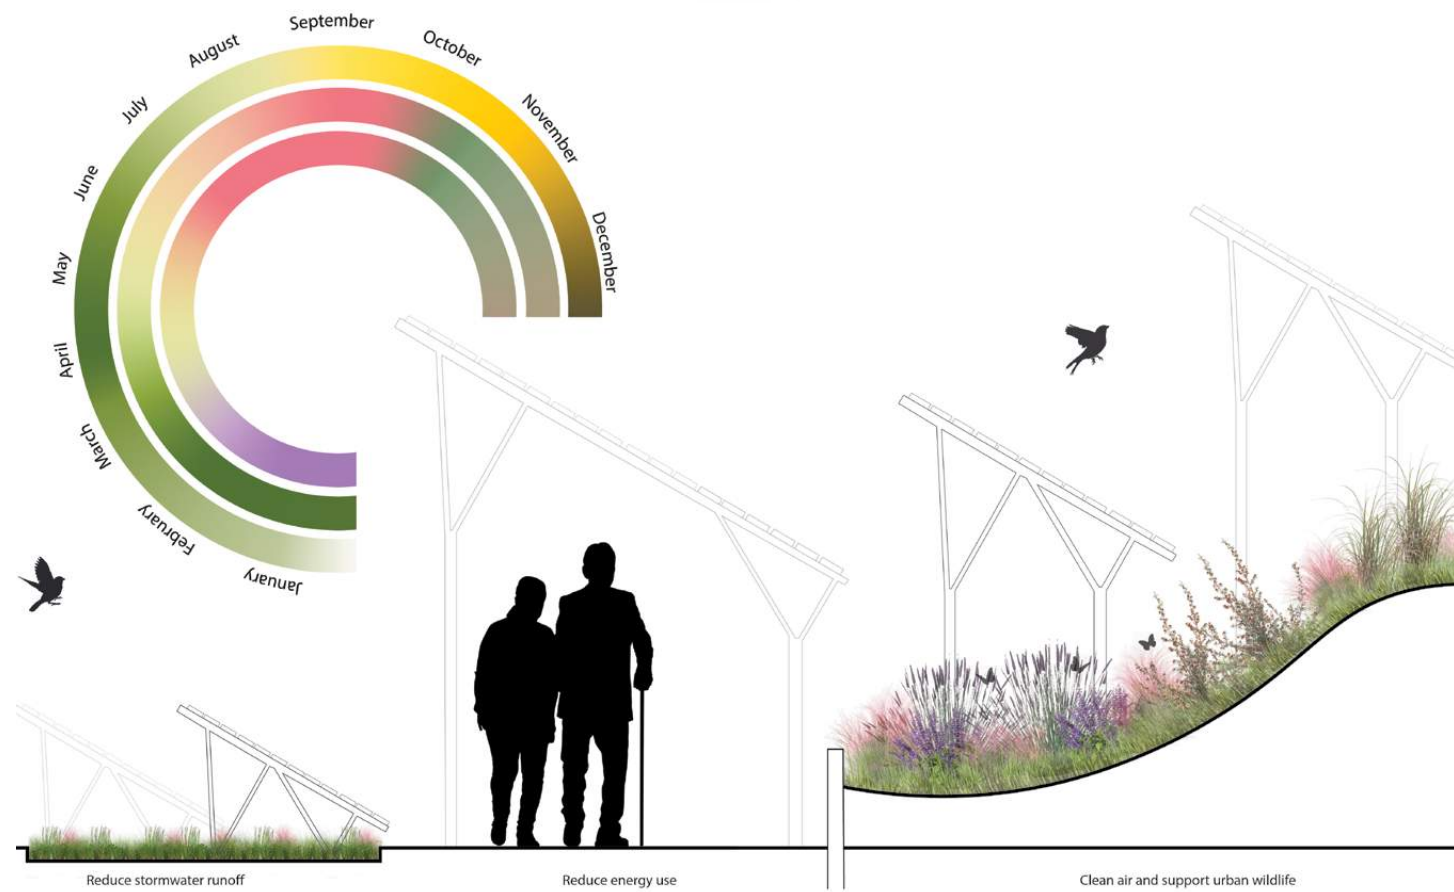 September
October
August
November
July
June
December
May
April
March
February
January
Reduce stormwater runoff
Reduce energy use
Clean air and support urban wildlife